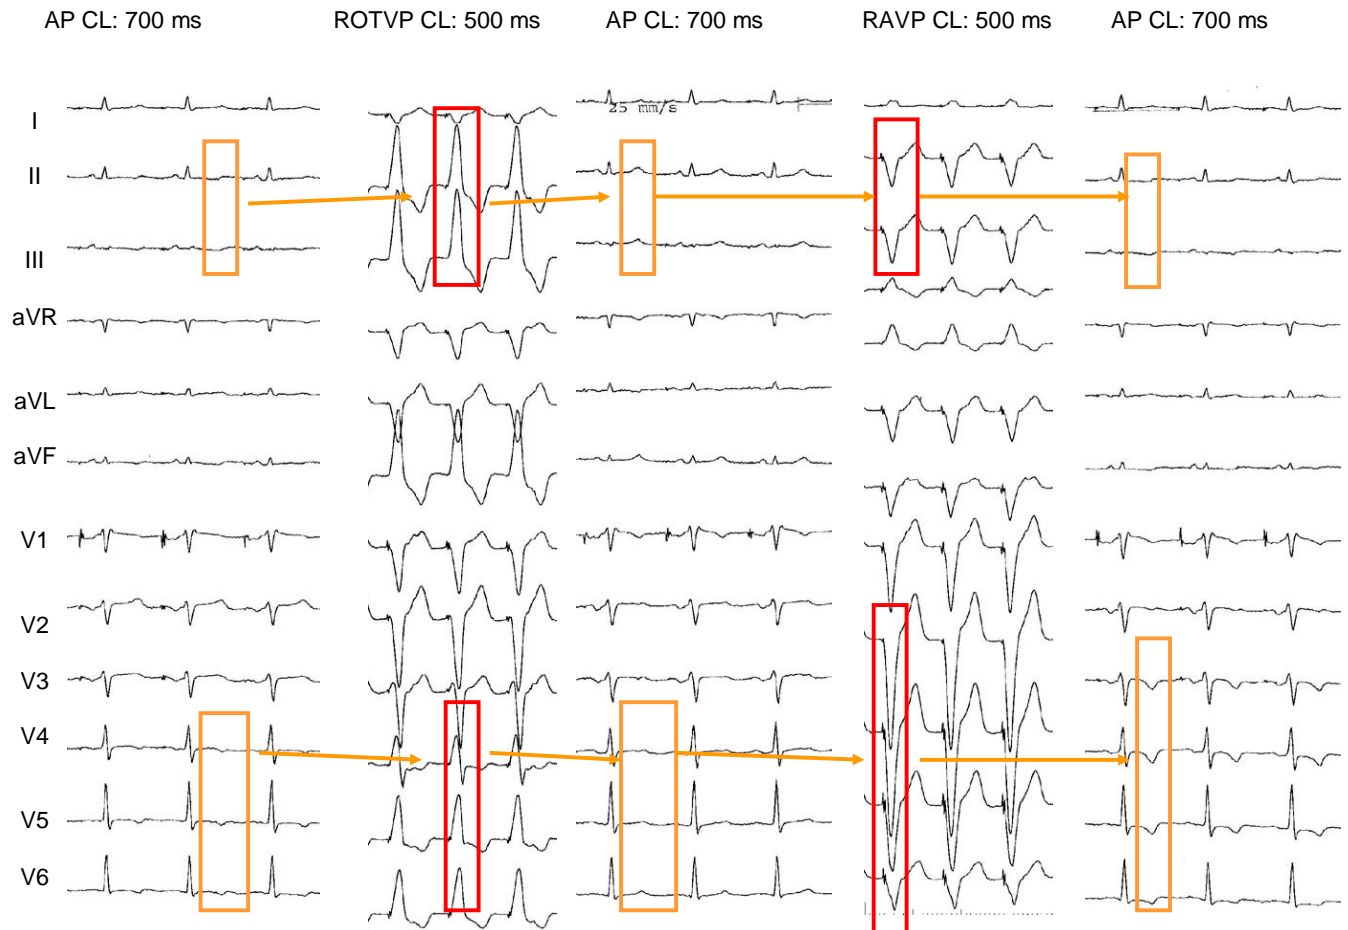 AP CL: 700 ms
ROTVP CL: 500 ms
AP CL: 700 ms
RAVP CL: 500 ms
AP CL: 700 ms
I
25 mm/s
II
III
aVR
aVL
aVF
V1
V2
V3
V4
V5
V6